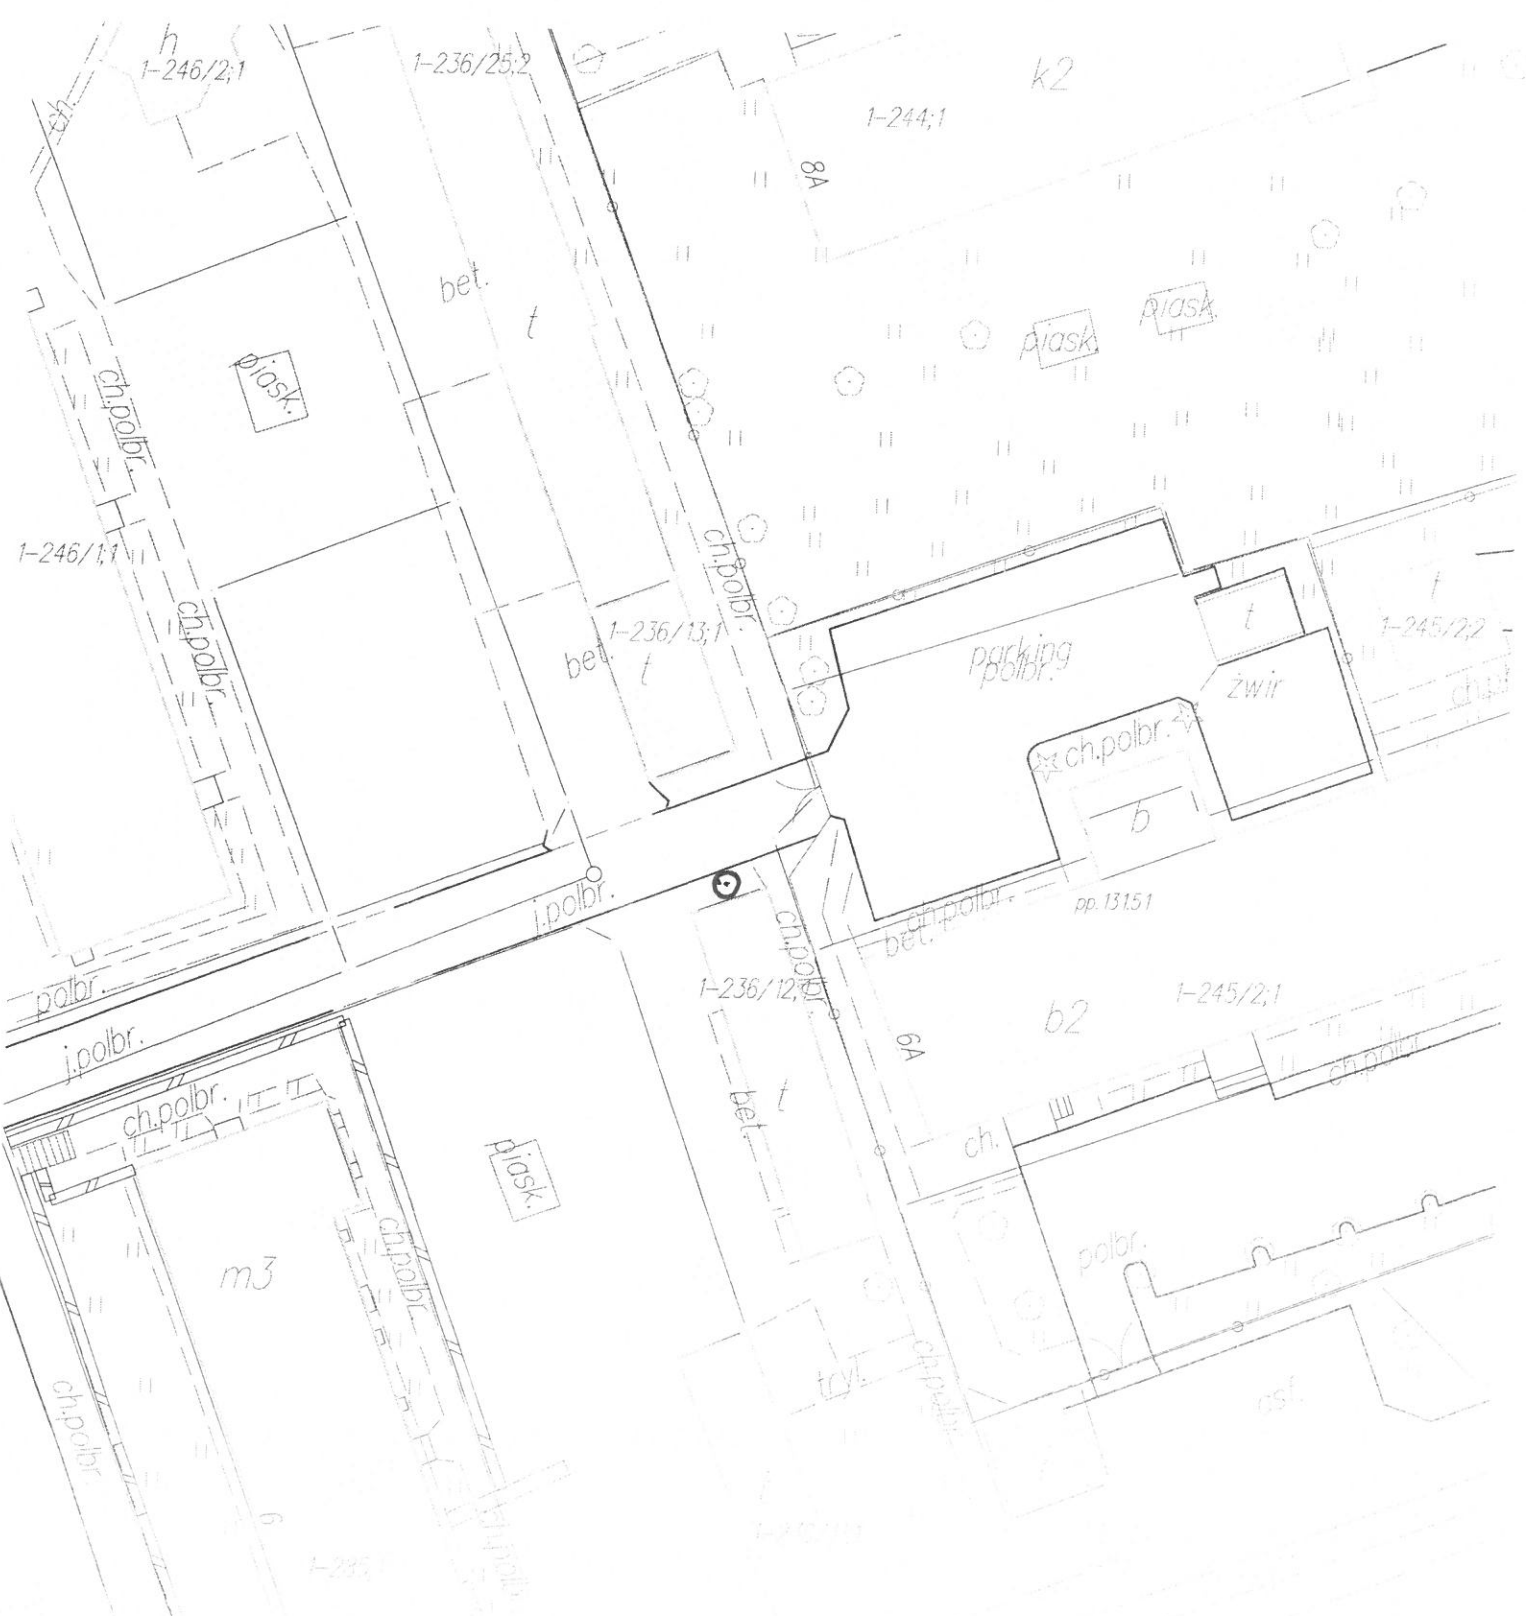 h
1-246/2;1
1-236/25;2
k2
1-244;1
ch.
8A
bet.
t
piask.
piask.
piask.
ch.polbr.
ch.polbr.
1-246/1;1
ch.polbr.
1-236/13;1
bet.
t
parking
polbr.
t
żwir
t
1-245/2;2
ch.polbr.
b
j.polbr.
ch.polbr.
ch.polbr.
bet.
pp.131.51
polbr.
j.polbr.
1-236/12;1
1-245/2;1
b2
6A
ch.polbr.
ch.polbr.
bet.
t
piask.
ch.
m3
ch.polbr.
polbr.
tryl.
ch.polbr.
asf.
ch.polbr.
6
ch.polbr.